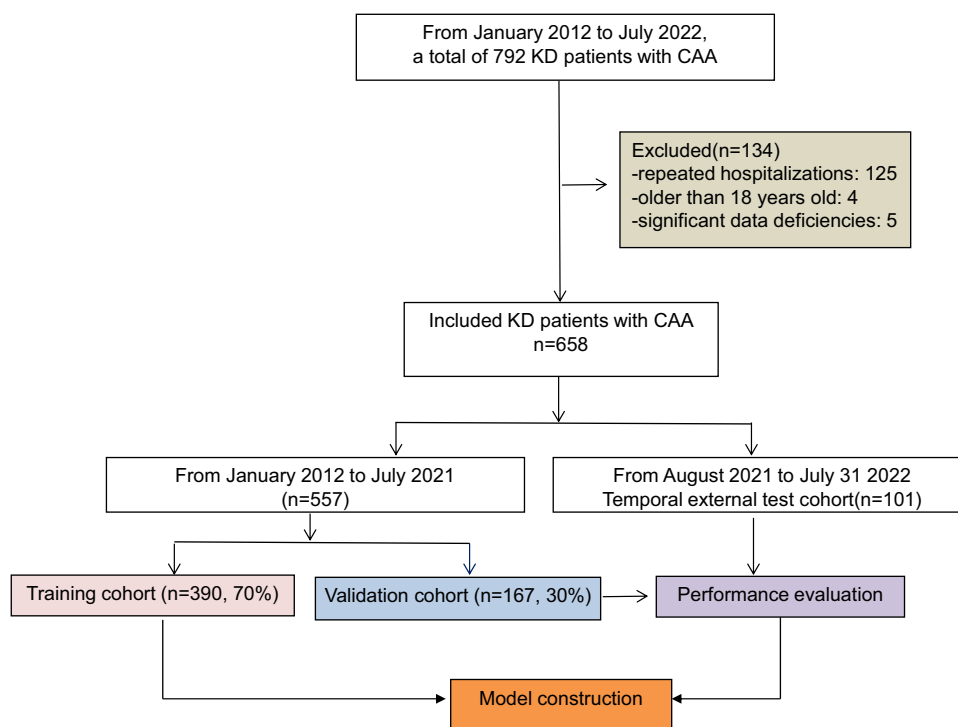 From January 2012 to July 2022,
a total of 792 KD patients with CAA
Excluded(n=134)
-repeated hospitalizations: 125
-older than 18 years old: 4
-significant data deficiencies: 5
Included KD patients with CAA
n=658
From January 2012 to July 2021
(n=557)
From August 2021 to July 31 2022
Temporal external test cohort(n=101)
Training cohort (n=390, 70%)
Validation cohort (n=167, 30%)
Performance evaluation
Model construction